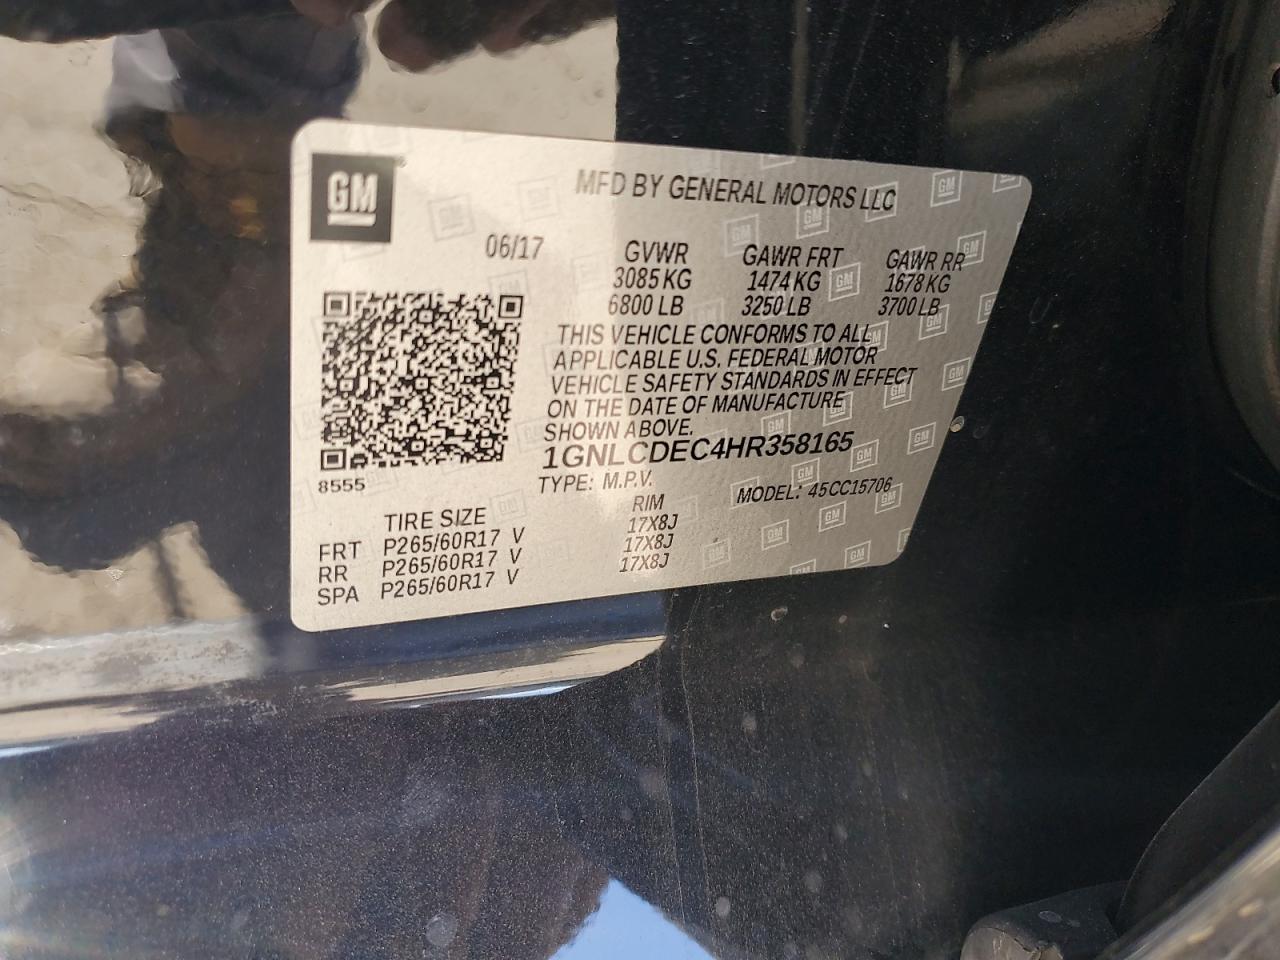 GM
MFD BY GENERAL MOTORS LLC
06/17 GVWR GAWR FRT GAWR RR
3085 KG 1474 KG 1678 KG
6800 LB 3250 LB 3700 LB
THIS VEHICLE CONFORMS TO ALL
APPLICABLE U.S. FEDERAL MOTOR
VEHICLE SAFETY STANDARDS IN EFFECT
ON THE DATE OF MANUFACTURE
SHOWN ABOVE.
1GNLCDEC4HR358165
8555 TYPE: M.P.V. MODEL: 45CC15706
TIRE SIZE RIM
FRT P265/60R17 V 17X8J
RR P265/60R17 V 17X8J
SPA P265/60R17 V 17X8J